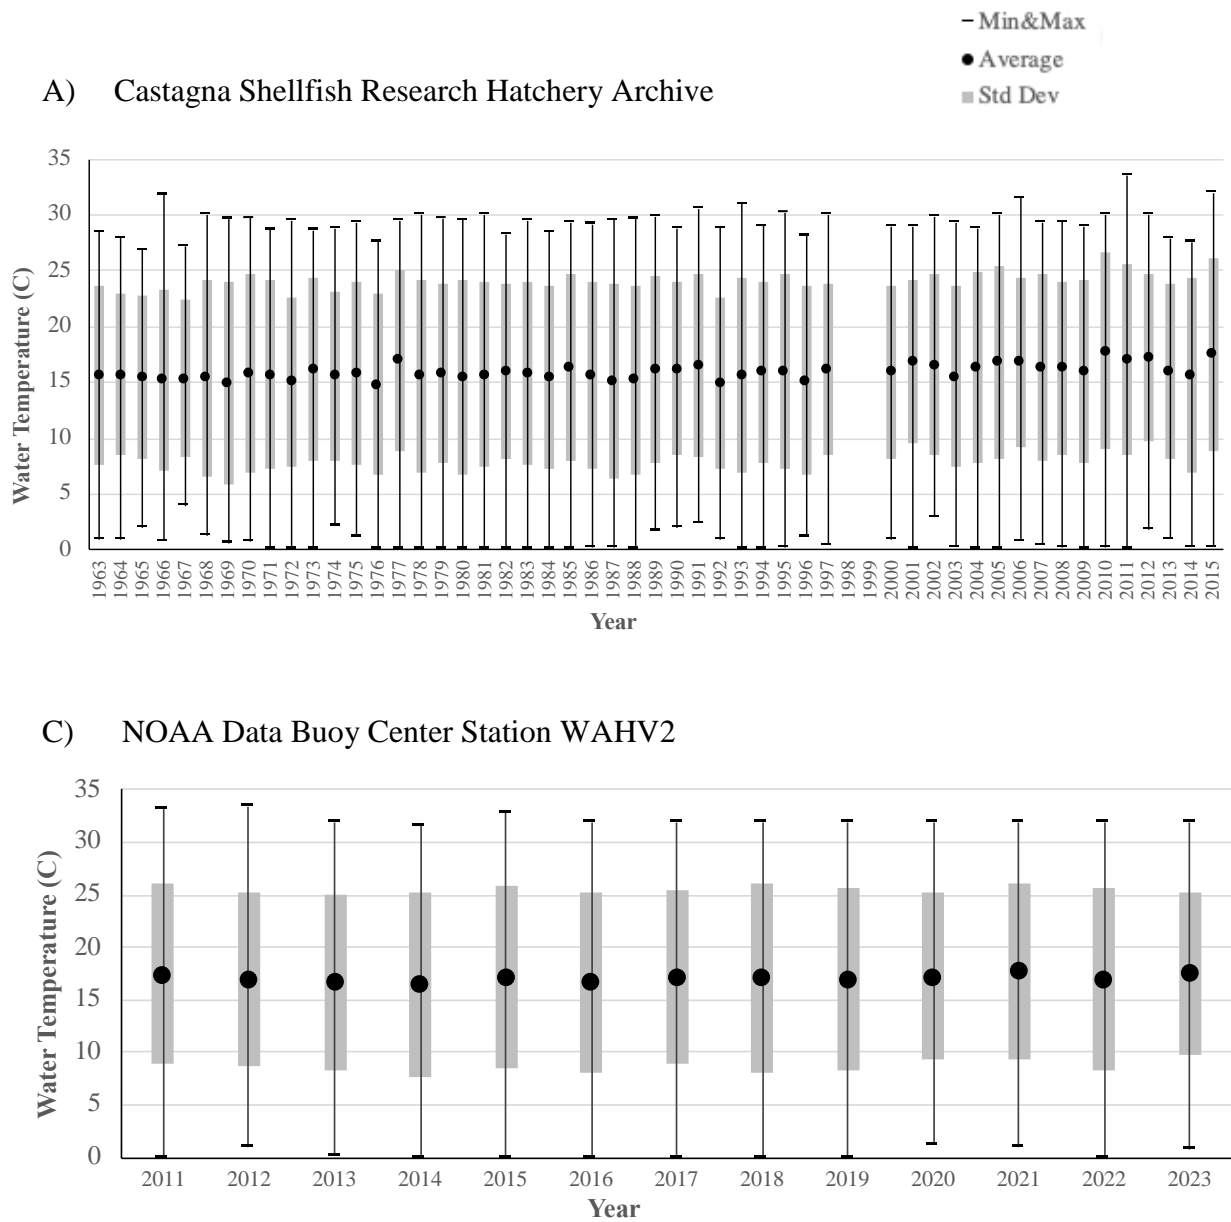 Min&Max
Average
Std Dev
A) Castagna Shellfish Research Hatchery Archive
35
30
25
20
15
10
5
0
Water Temperature (C)
1963 1964 1965 1966 1967 1968 1969 1970 1971 1972 1973 1974 1975 1976 1977 1978 1979 1980 1981 1982 1983 1984 1985 1986 1987 1988 1989 1990 1991 1992 1993 1994 1995 1996 1997 1998 1999 2000 2001 2002 2003 2004 2005 2006 2007 2008 2009 2010 2011 2012 2013 2014 2015
Year
C) NOAA Data Buoy Center Station WAHV2
35
30
25
20
15
10
5
0
Water Temperature (C)
2011 2012 2013 2014 2015 2016 2017 2018 2019 2020 2021 2022 2023
Year